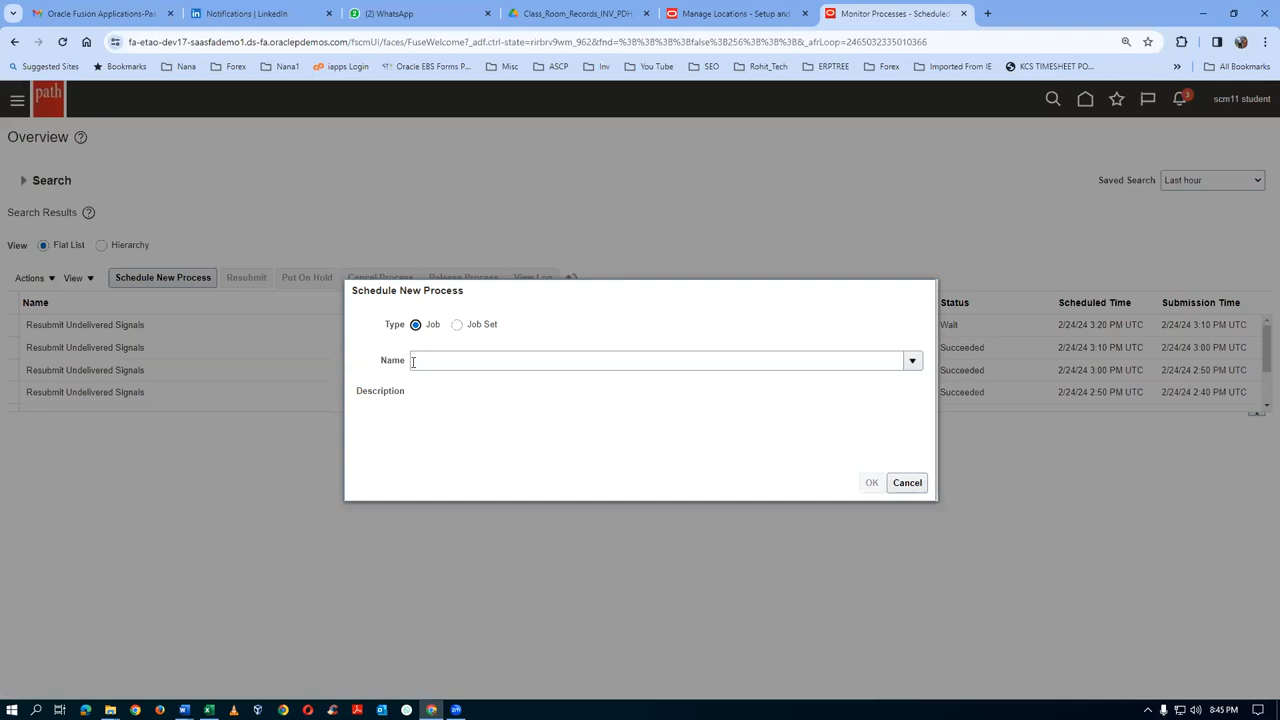 Oracle Fusion Applications-Pas
Notifications | LinkedIn
(2) WhatsApp
Class_Room_Records_INV_PDH
Manage Locations - Setup and
Monitor Processes - Scheduled
fa-etao-dev17-saasfademo1.ds-fa.oraclepdemos.com/fscmUI/faces/FuseWelcome?_adf.ctrl-state=rirbrv9wm_962&fnd=%3B%3B%3B%3Bfalse%3B256%3B%3B%3B&_afrLoop=2465032335010366
Suggested Sites
Bookmarks
Nana
Forex
Nana1
iapps Login
Oracle EBS Forms P...
Misc
ASCP
Inv
You Tube
SEO
Rohit_Tech
ERPTREE
Forex
Imported From IE
KCS TIMESHEET PO...
»
All Bookmarks
path
3
scm11 student
Overview
Search
Saved Search Last hour
Search Results
View Flat List Hierarchy
Actions View Schedule New Process Resubmit Put On Hold Cancel Process Release Process View Log
Name Status Scheduled Time Submission Time
Resubmit Undelivered Signals Wait 2/24/24 3:20 PM UTC 2/24/24 3:10 PM UTC
Resubmit Undelivered Signals Succeeded 2/24/24 3:10 PM UTC 2/24/24 3:00 PM UTC
Resubmit Undelivered Signals Succeeded 2/24/24 3:00 PM UTC 2/24/24 2:50 PM UTC
Resubmit Undelivered Signals Succeeded 2/24/24 2:50 PM UTC 2/24/24 2:40 PM UTC
Schedule New Process
Type Job Job Set
Name
Description
OK Cancel
8:45 PM